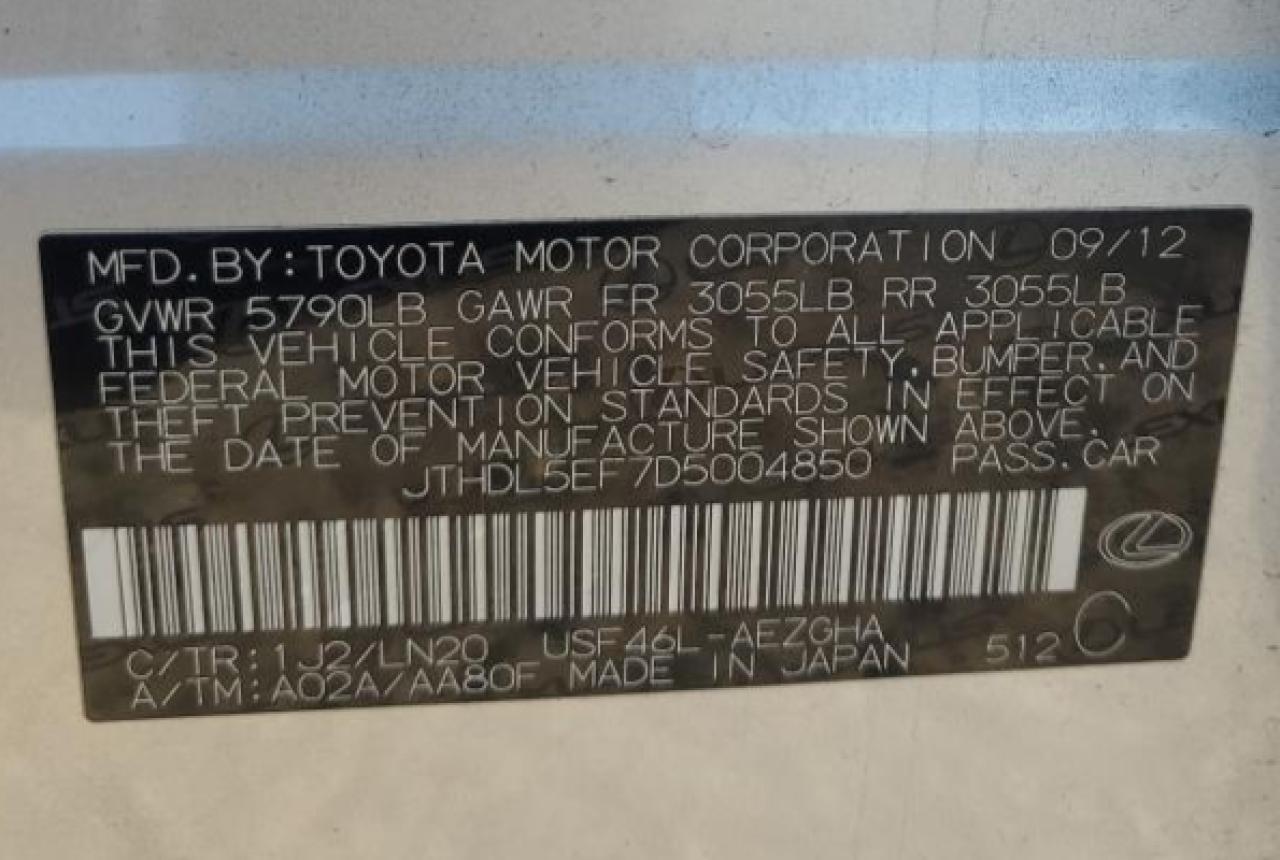 MFD. BY:TOYOTA MOTOR CORPORATION 09/12
GVWR 5790LB GAWR FR 3055LB RR 3055LB
THIS VEHICLE CONFORMS TO ALL APPLICABLE
FEDERAL MOTOR VEHICLE SAFETY, BUMPER, AND
THEFT PREVENTION STANDARDS IN EFFECT ON
THE DATE OF MANUFACTURE SHOWN ABOVE.
JTHDL5EF7D5004850 PASS. CAR
C/TR:1J2/LN20 USF46L-AEZGHA
A/TM:A02A/AA80F MADE IN JAPAN 512 C